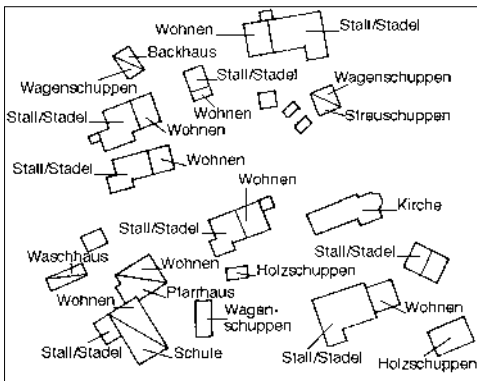 Wohnen
Stall/Stadel
Backhaus
Wagenschuppen
Stall/Stadel
Wagenschuppen
Wohnen
Strauschuppen
Stall/Stadel
Wohnen
Wohnen
Stall/Stadel
Wohnen
Kirche
Stall/Stadel
Stall/Stadel
Waschhaus
Wohnen
Holzschuppen
Pfarrhaus
Wohnen
Wagen-
schuppen
Wohnen
Stall/Stadel
Schule
Stall/Stadel
Holzschuppen